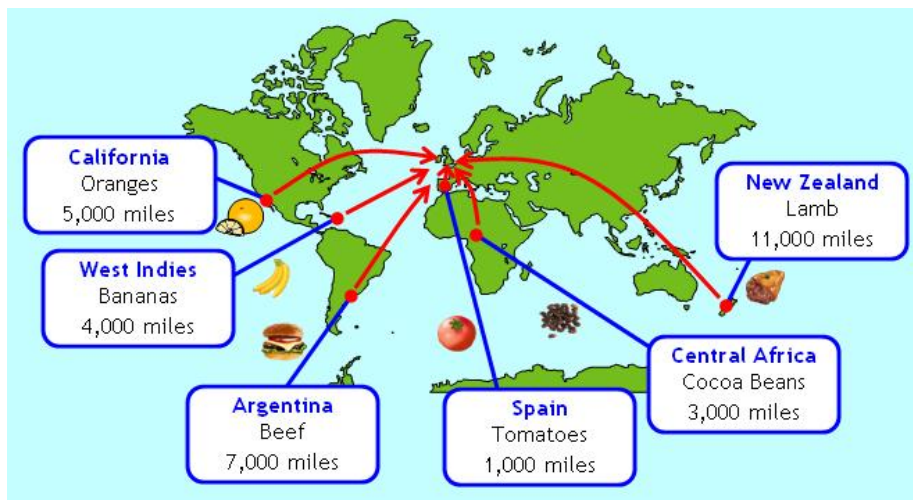 California
Oranges
5,000 miles
West Indies
Bananas
4,000 miles
Argentina
Beef
7,000 miles
Spain
Tomatoes
1,000 miles
Central Africa
Cocoa Beans
3,000 miles
New Zealand
Lamb
11,000 miles